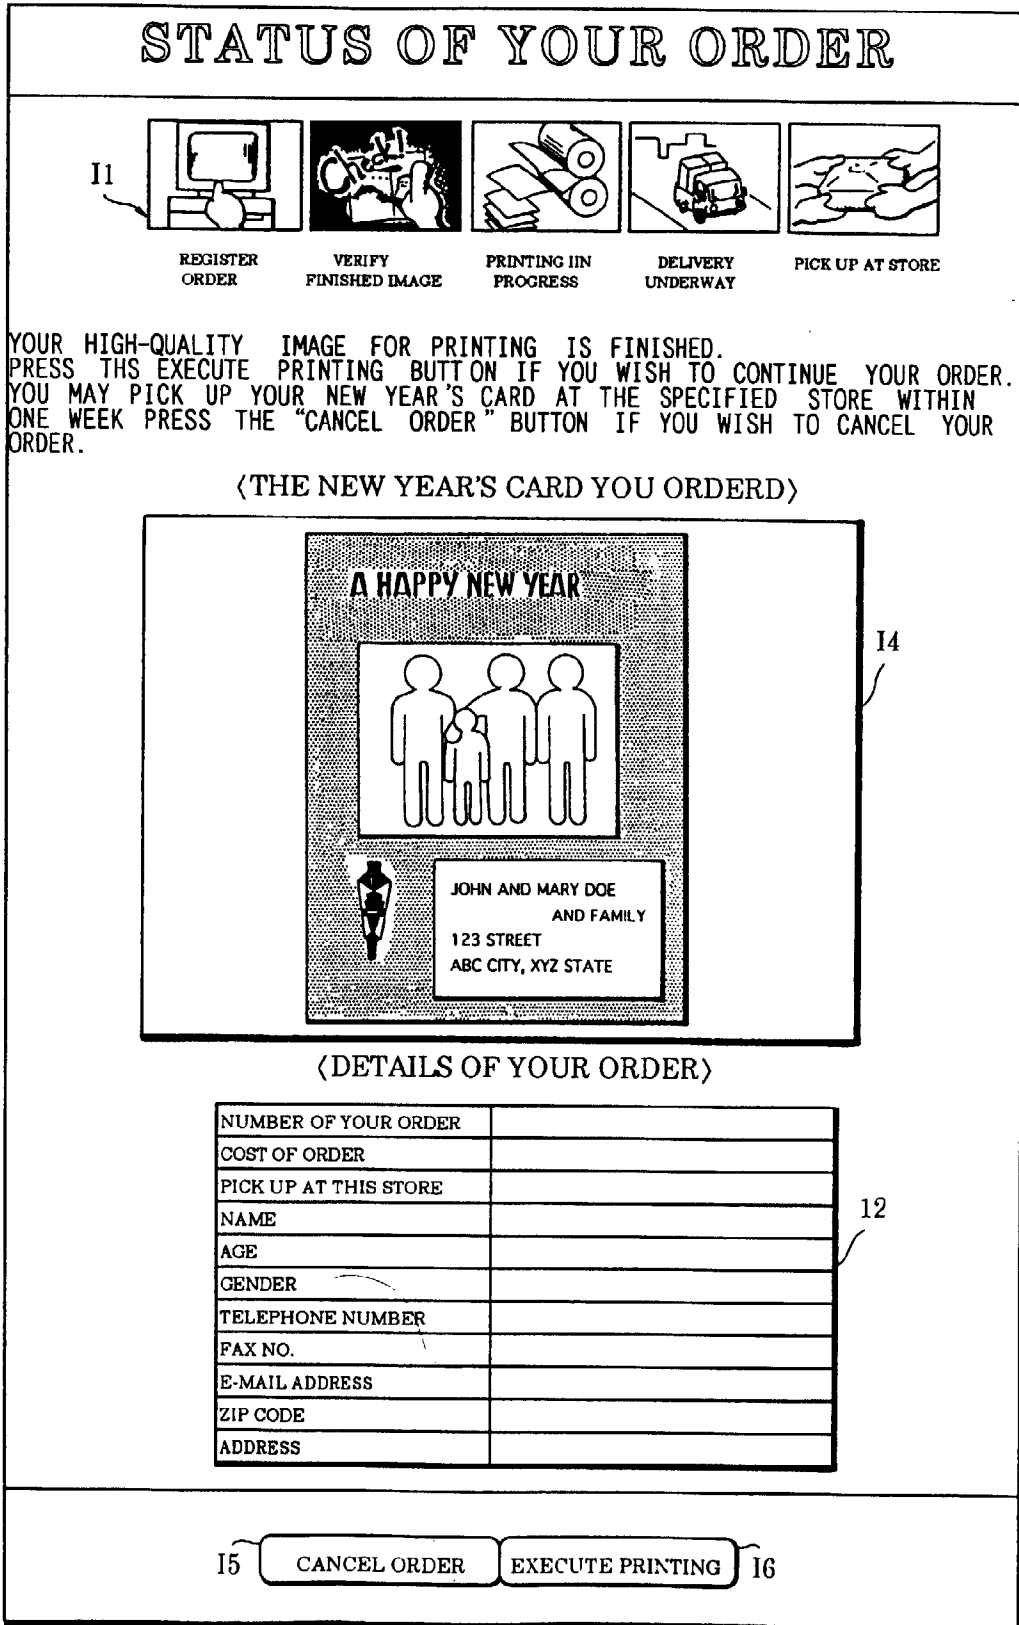 STATUS OF YOUR ORDER
I1
Check!
REGISTER ORDER
VERIFY FINISHED IMAGE
PRINTING IIN PROGRESS
DELIVERY UNDERWAY
PICK UP AT STORE
YOUR HIGH-QUALITY IMAGE FOR PRINTING IS FINISHED.
PRESS THS EXECUTE PRINTING BUTT ON IF YOU WISH TO CONTINUE YOUR ORDER.
YOU MAY PICK UP YOUR NEW YEAR'S CARD AT THE SPECIFIED STORE WITHIN
ONE WEEK PRESS THE "CANCEL ORDER" BUTTON IF YOU WISH TO CANCEL YOUR
ORDER.
〈THE NEW YEAR'S CARD YOU ORDERD〉
A HAPPY NEW YEAR
I4
JOHN AND MARY DOE
AND FAMILY
123 STREET
ABC CITY, XYZ STATE
〈DETAILS OF YOUR ORDER〉
NUMBER OF YOUR ORDER
COST OF ORDER
PICK UP AT THIS STORE
NAME
12
AGE
GENDER
TELEPHONE NUMBER
FAX NO.
E-MAIL ADDRESS
ZIP CODE
ADDRESS
I5
CANCEL ORDER
EXECUTE PRINTING
I6